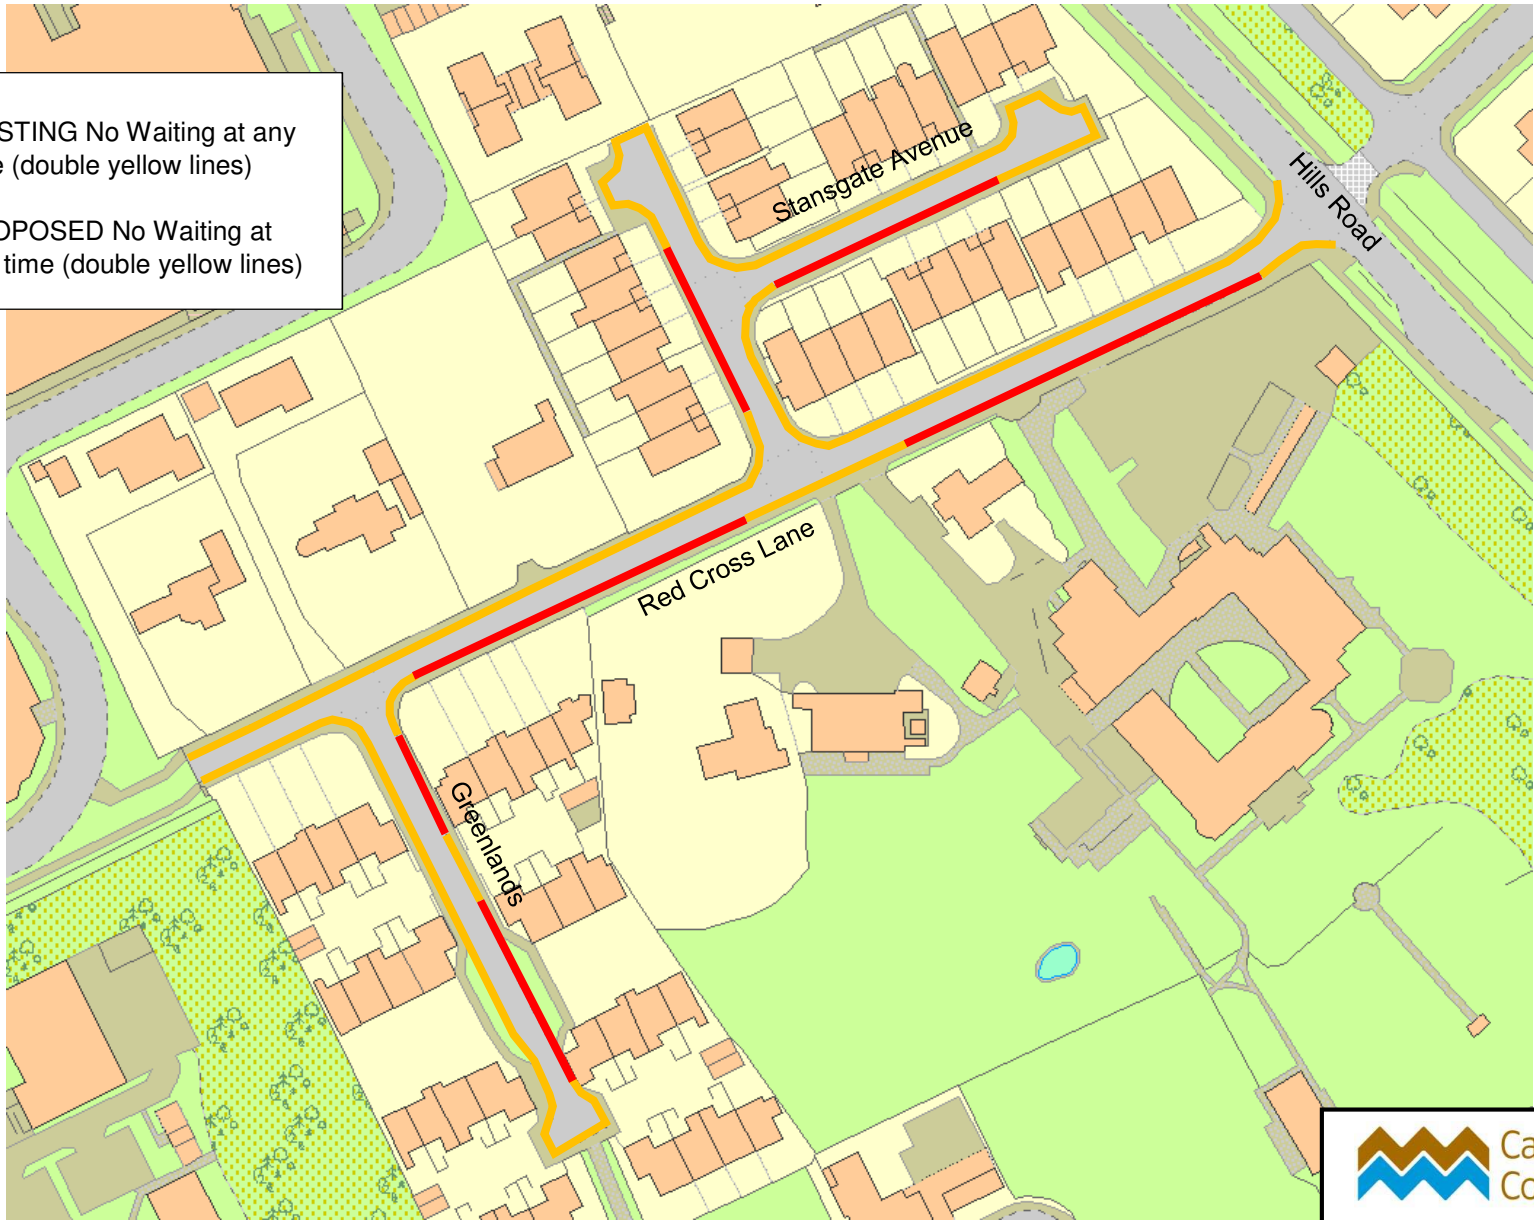 STING No Waiting at any
e (double yellow lines)
OPOSED No Waiting at
time (double yellow lines)
Stansgate Avenue
Hills Road
Red Cross Lane
Greenlands
Ca
Co